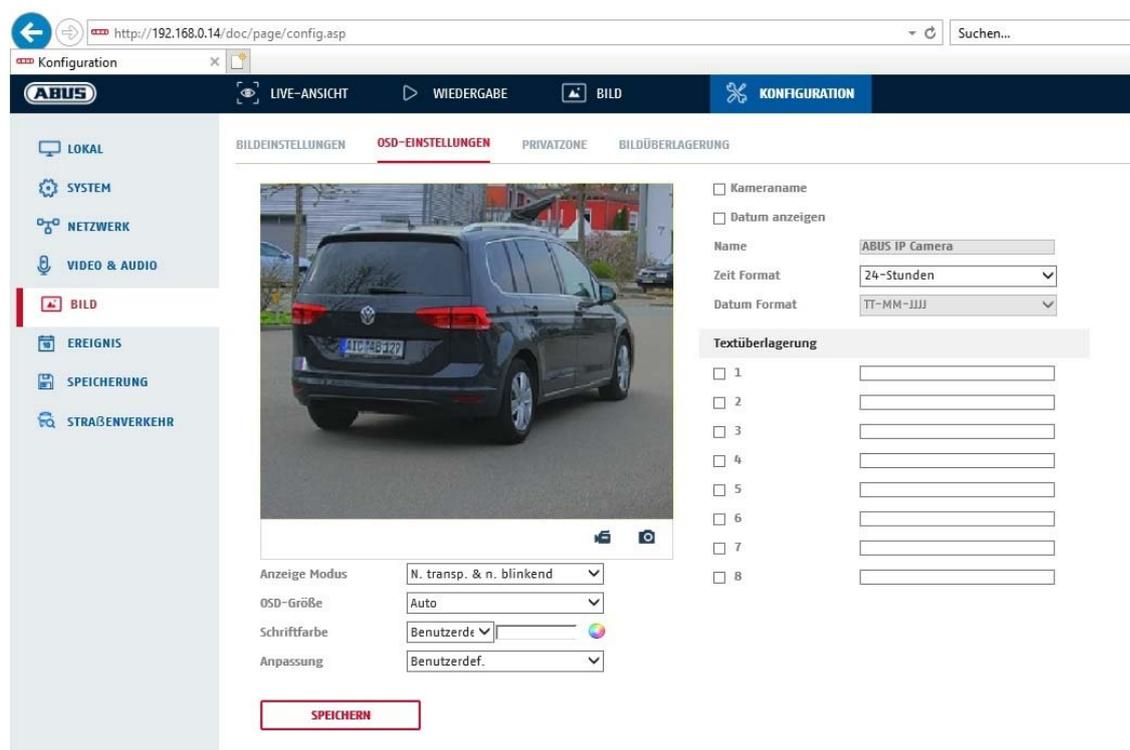 http://192.168.0.14/doc/page/config.asp
Suchen...
Konfiguration
ABUS
LIVE-ANSICHT
WIEDERGABE
BILD
KONFIGURATION
LOKAL
SYSTEM
NETZWERK
VIDEO & AUDIO
BILD
EREIGNIS
SPEICHERUNG
STRAßENVERKEHR
BILDEINSTELLUNGEN
OSD-EINSTELLUNGEN
PRIVATZONE
BILDÜBERLAGERUNG
7
AIC AB127
Anzeige Modus N. transp. & n. blinkend
OSD-Größe Auto
Schriftfarbe Benutzerde
Anpassung Benutzerdef.
SPEICHERN
Kameraname
Datum anzeigen
Name ABUS IP Camera
Zeit Format 24-Stunden
Datum Format TT-MM-JJJJ
Textüberlagerung
1
2
3
4
5
6
7
8